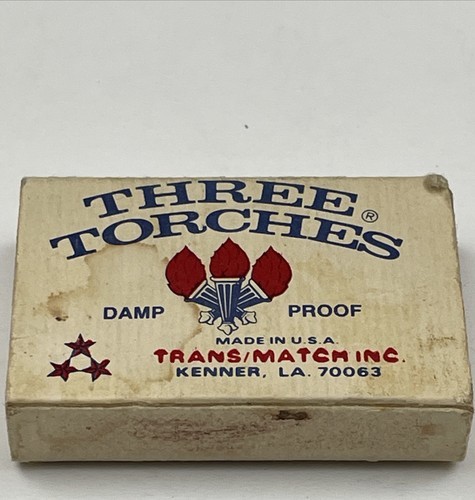 THREE
TORCHES®
DAMP PROOF
MADE IN U.S.A.
TRANS/MATCH INC.
KENNER, LA. 70063